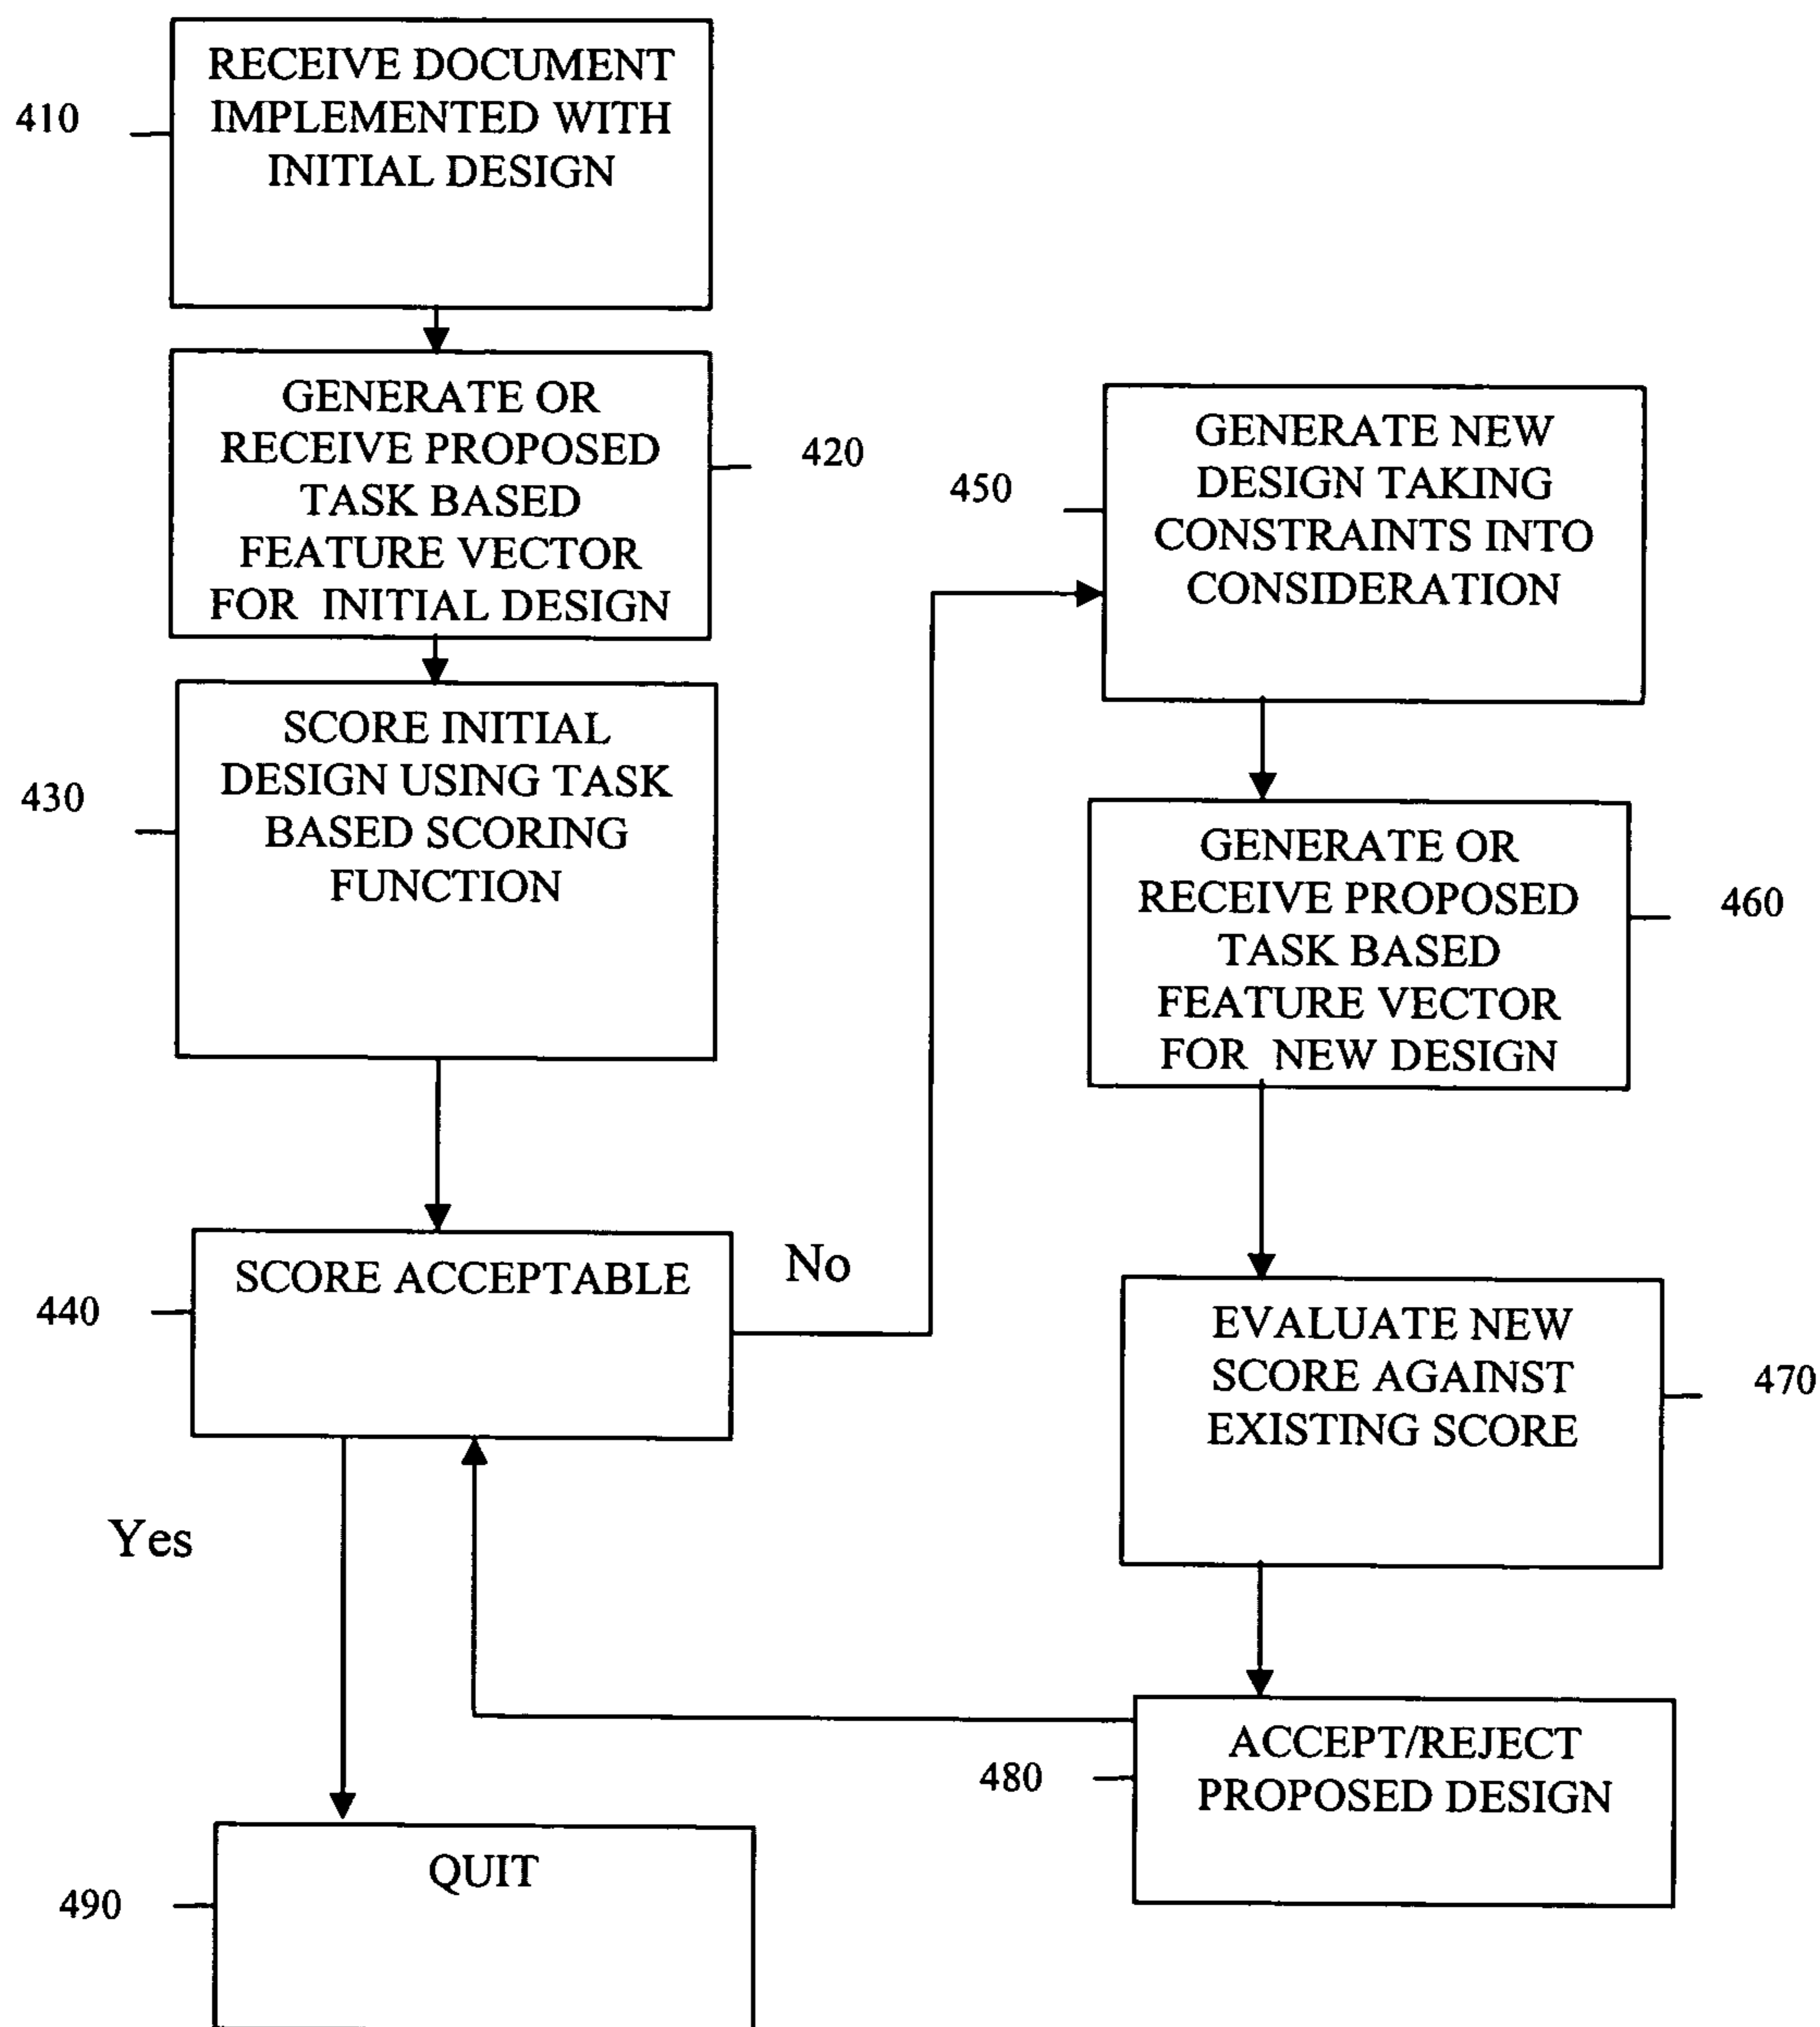 410
RECEIVE DOCUMENT
IMPLEMENTED WITH
INITIAL DESIGN
GENERATE OR
RECEIVE PROPOSED
TASK BASED
FEATURE VECTOR
FOR INITIAL DESIGN
420
430
SCORE INITIAL
DESIGN USING TASK
BASED SCORING
FUNCTION
440
SCORE ACCEPTABLE
No
Yes
450
GENERATE NEW
DESIGN TAKING
CONSTRAINTS INTO
CONSIDERATION
GENERATE OR
RECEIVE PROPOSED
TASK BASED
FEATURE VECTOR
FOR NEW DESIGN
460
EVALUATE NEW
SCORE AGAINST
EXISTING SCORE
470
480
ACCEPT/REJECT
PROPOSED DESIGN
490
QUIT